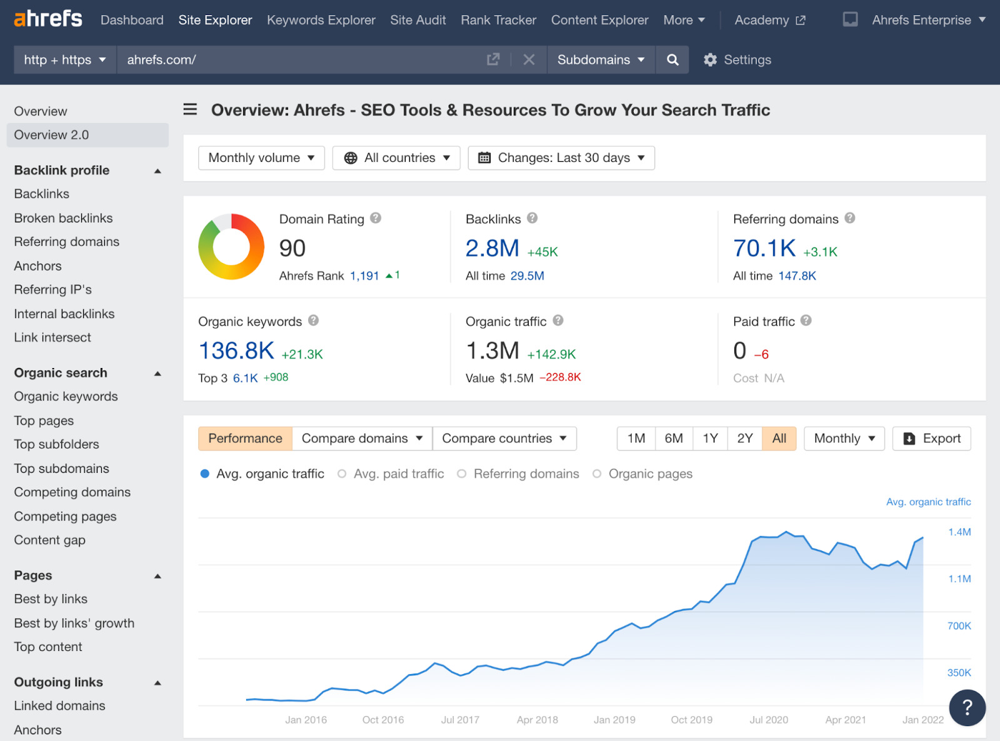 ahrefs Dashboard Site Explorer Keywords Explorer Site Audit Rank Tracker Content Explorer More Academy Ahrefs Enterprise
http + https ahrefs.com/ Subdomains Settings
Overview
Overview 2.0
Backlink profile
Backlinks
Broken backlinks
Referring domains
Anchors
Referring IP's
Internal backlinks
Link intersect
Organic search
Organic keywords
Top pages
Top subfolders
Top subdomains
Competing domains
Competing pages
Content gap
Pages
Best by links
Best by links' growth
Top content
Outgoing links
Linked domains
Anchors
Overview: Ahrefs - SEO Tools & Resources To Grow Your Search Traffic
Monthly volume All countries Changes: Last 30 days
Domain Rating ?
90
Ahrefs Rank 1,191 1
Backlinks ?
2.8M +45K
All time 29.5M
Referring domains ?
70.1K +3.1K
All time 147.8K
Organic keywords ?
136.8K +21.3K
Top 3 6.1K +908
Organic traffic ?
1.3M +142.9K
Value $1.5M −228.8K
Paid traffic ?
0 −6
Cost N/A
Performance Compare domains Compare countries 1M 6M 1Y 2Y All Monthly Export
Avg. organic traffic Avg. paid traffic Referring domains Organic pages
Avg. organic traffic
1.4M
1.1M
700K
350K
Jan 2016 Oct 2016 Jul 2017 Apr 2018 Jan 2019 Oct 2019 Jul 2020 Apr 2021 Jan 2022
?